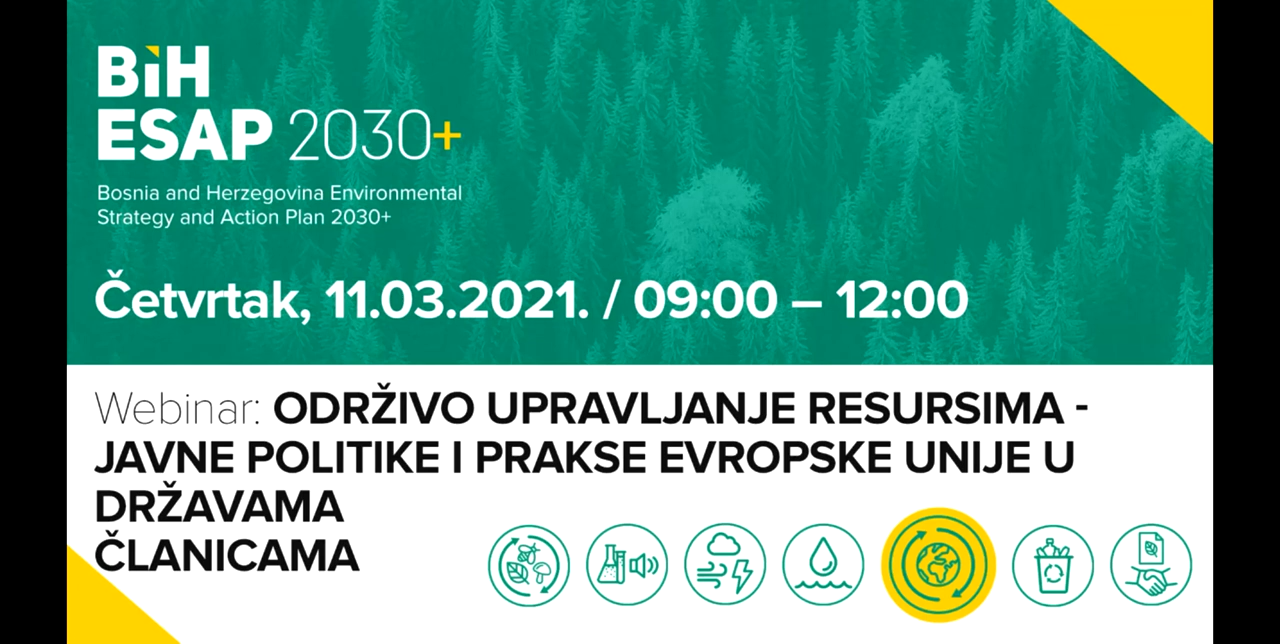 BiH
ESAP 2030+
Bosnia and Herzegovina Environmental
Strategy and Action Plan 2030+
Četvrtak, 11.03.2021. / 09:00 – 12:00
Webinar: ODRŽIVO UPRAVLJANJE RESURSIMA -
JAVNE POLITIKE I PRAKSE EVROPSKE UNIJE U
DRŽAVAMA
ČLANICAMA